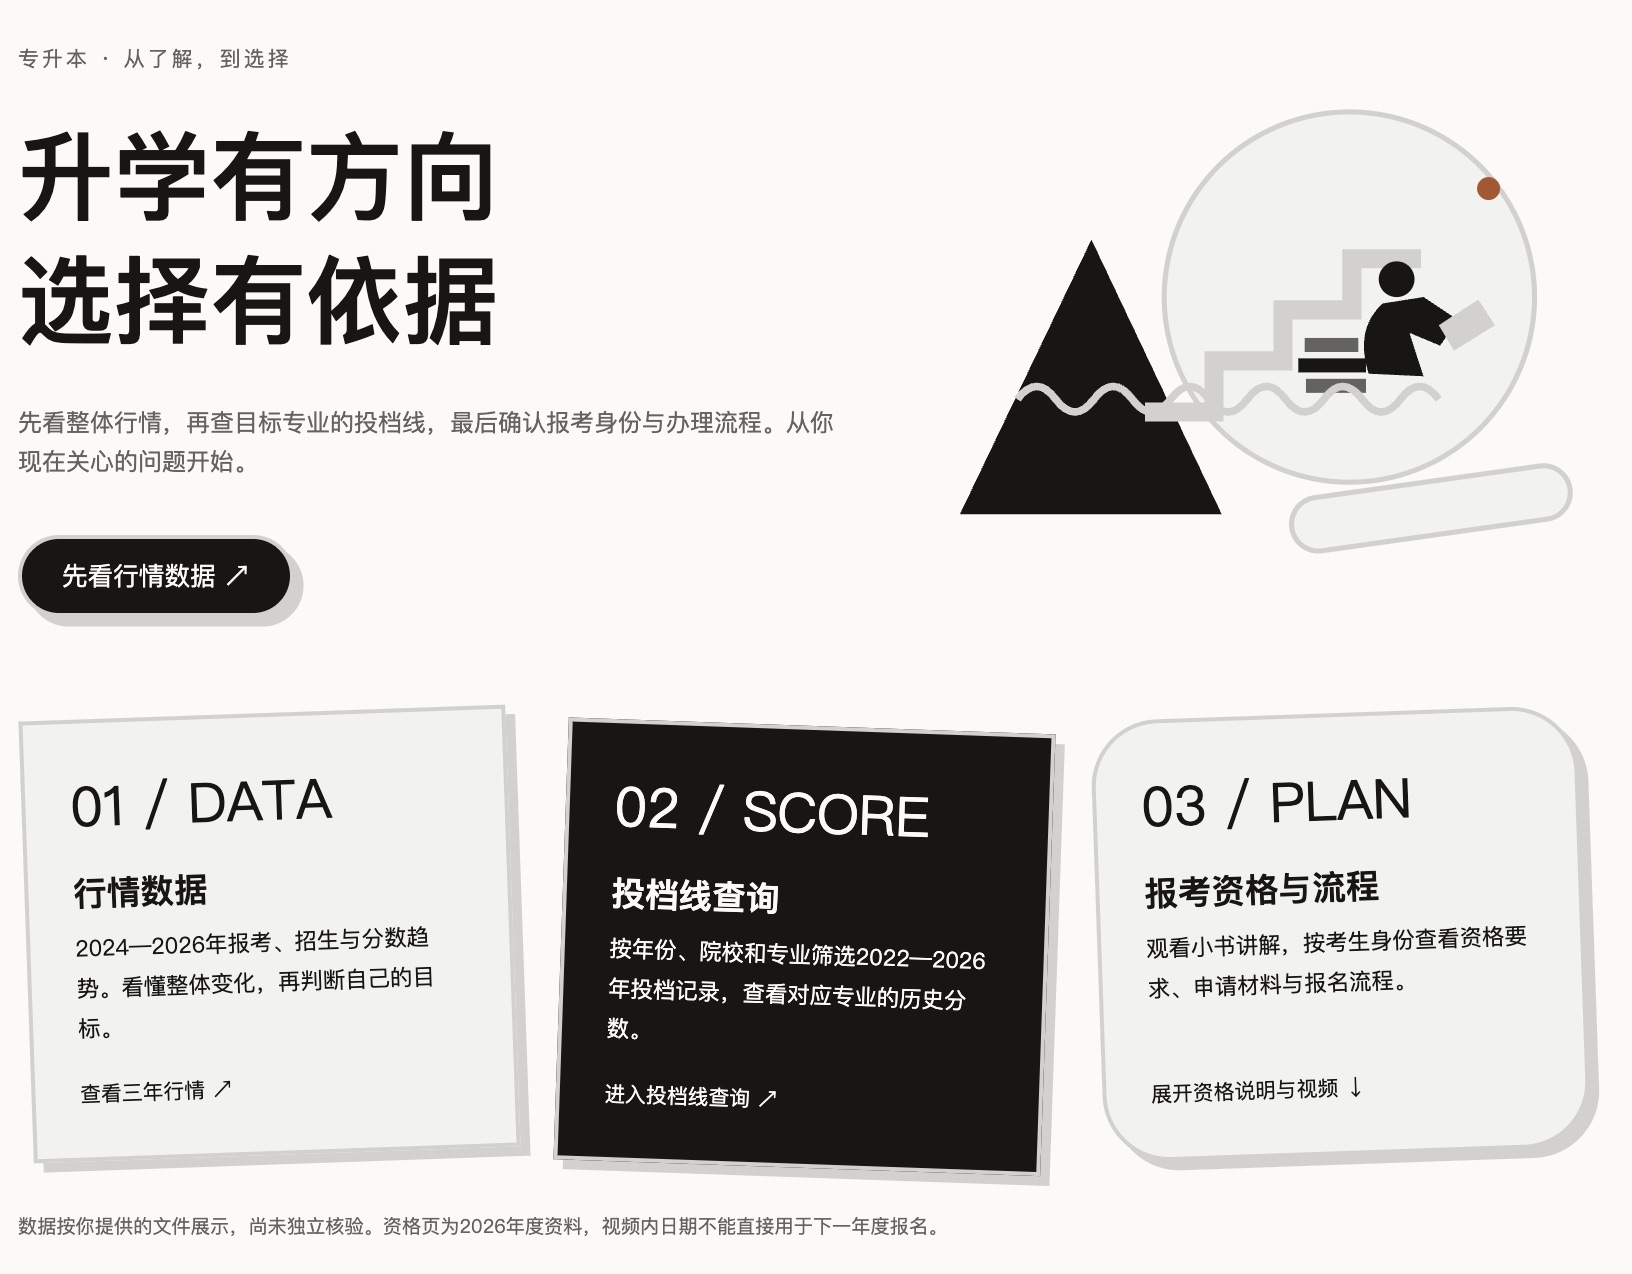 专升本 · 从了解，到选择
升学有方向
选择有依据
先看整体行情，再查目标专业的投档线，最后确认报考身份与办理流程。从你
现在关心的问题开始。
先看行情数据 ↗
01 / DATA
行情数据
2024—2026年报考、招生与分数趋
势。看懂整体变化，再判断自己的目
标。
查看三年行情 ↗
02 / SCORE
投档线查询
按年份、院校和专业筛选2022—2026
年投档记录，查看对应专业的历史分
数。
进入投档线查询 ↗
03 / PLAN
报考资格与流程
观看小书讲解，按考生身份查看资格要
求、申请材料与报名流程。
展开资格说明与视频 ↓
数据按你提供的文件展示，尚未独立核验。资格页为2026年度资料，视频内日期不能直接用于下一年度报名。